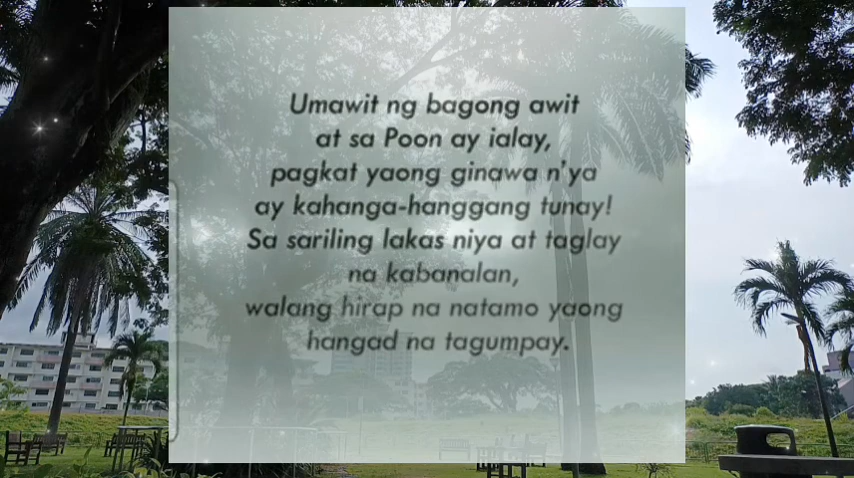 Umawit ng bagong awit
at sa Poon ay ialay,
pagkat yaong ginawa n'ya
ay kahanga-hanggang tunay!
Sa sariling lakas niya at taglay
na kabanalan,
walang hirap na natamo yaong
hangad na tagumpay.